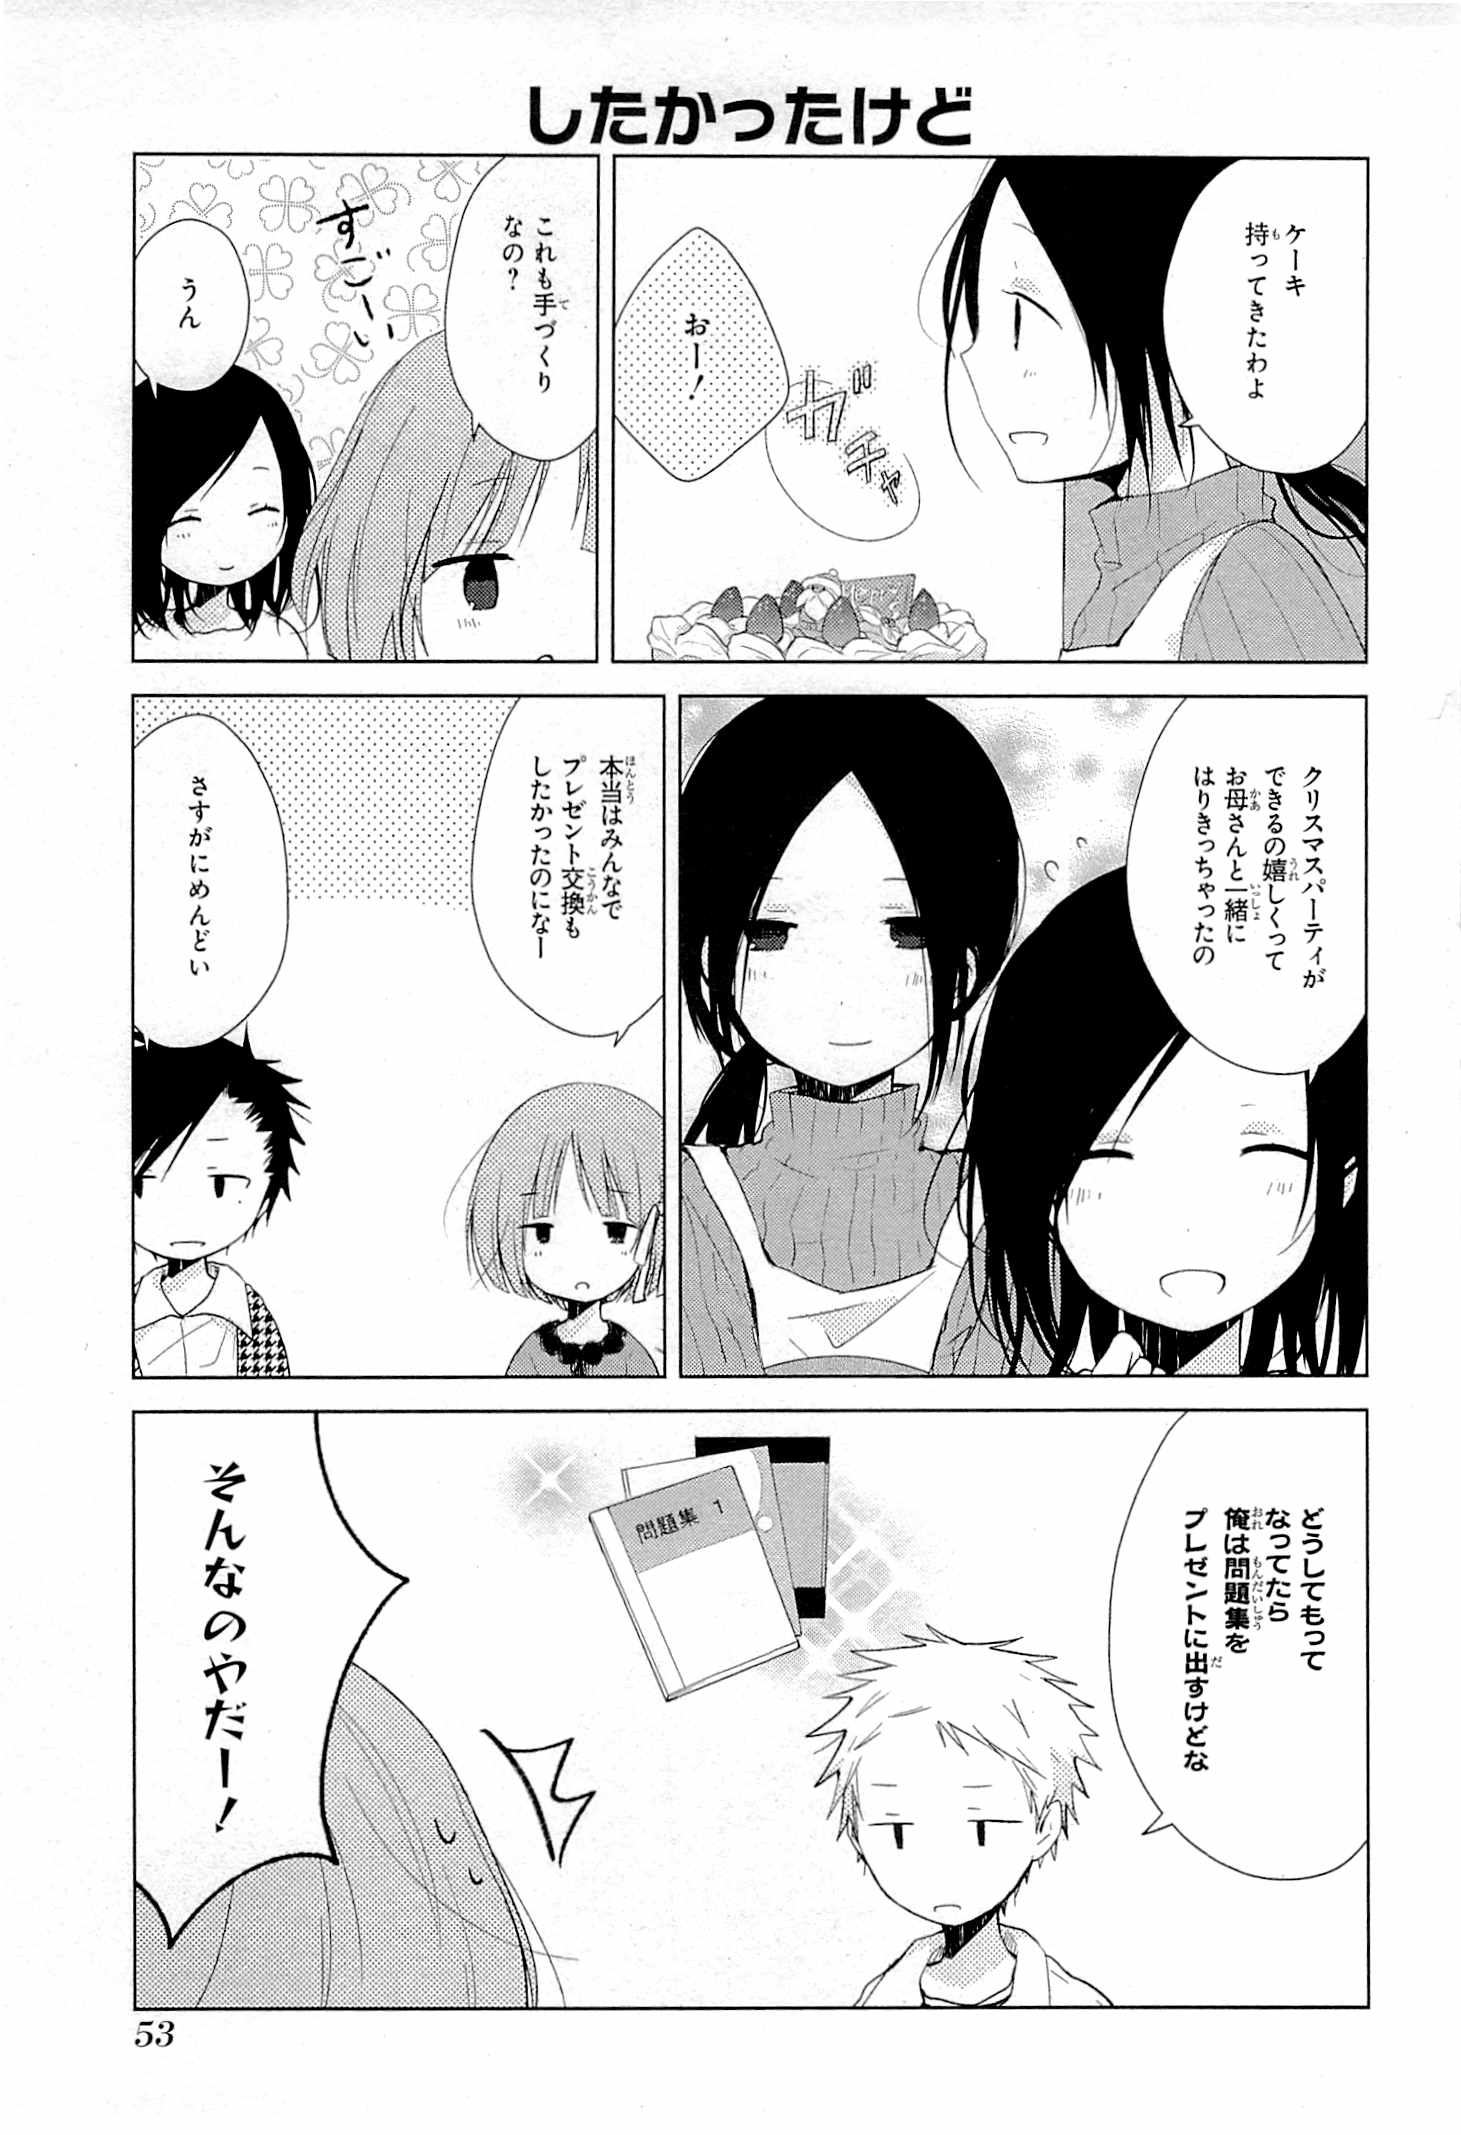 したかったけど
ケーキ
持ってきたわよ
おー!
ガチャ
これも手づくり
なの?
すごーい
うん
クリスマスパーティが
できるの嬉しくって
お母さんと一緒に
はりきっちゃったの
本当はみんなで
プレゼント交換も
したかったのになー
さすがにめんどい
どうしてもって
なってたら
俺は問題集を
プレゼントに出すけどな
問題集 1
そんなのやだー!
53